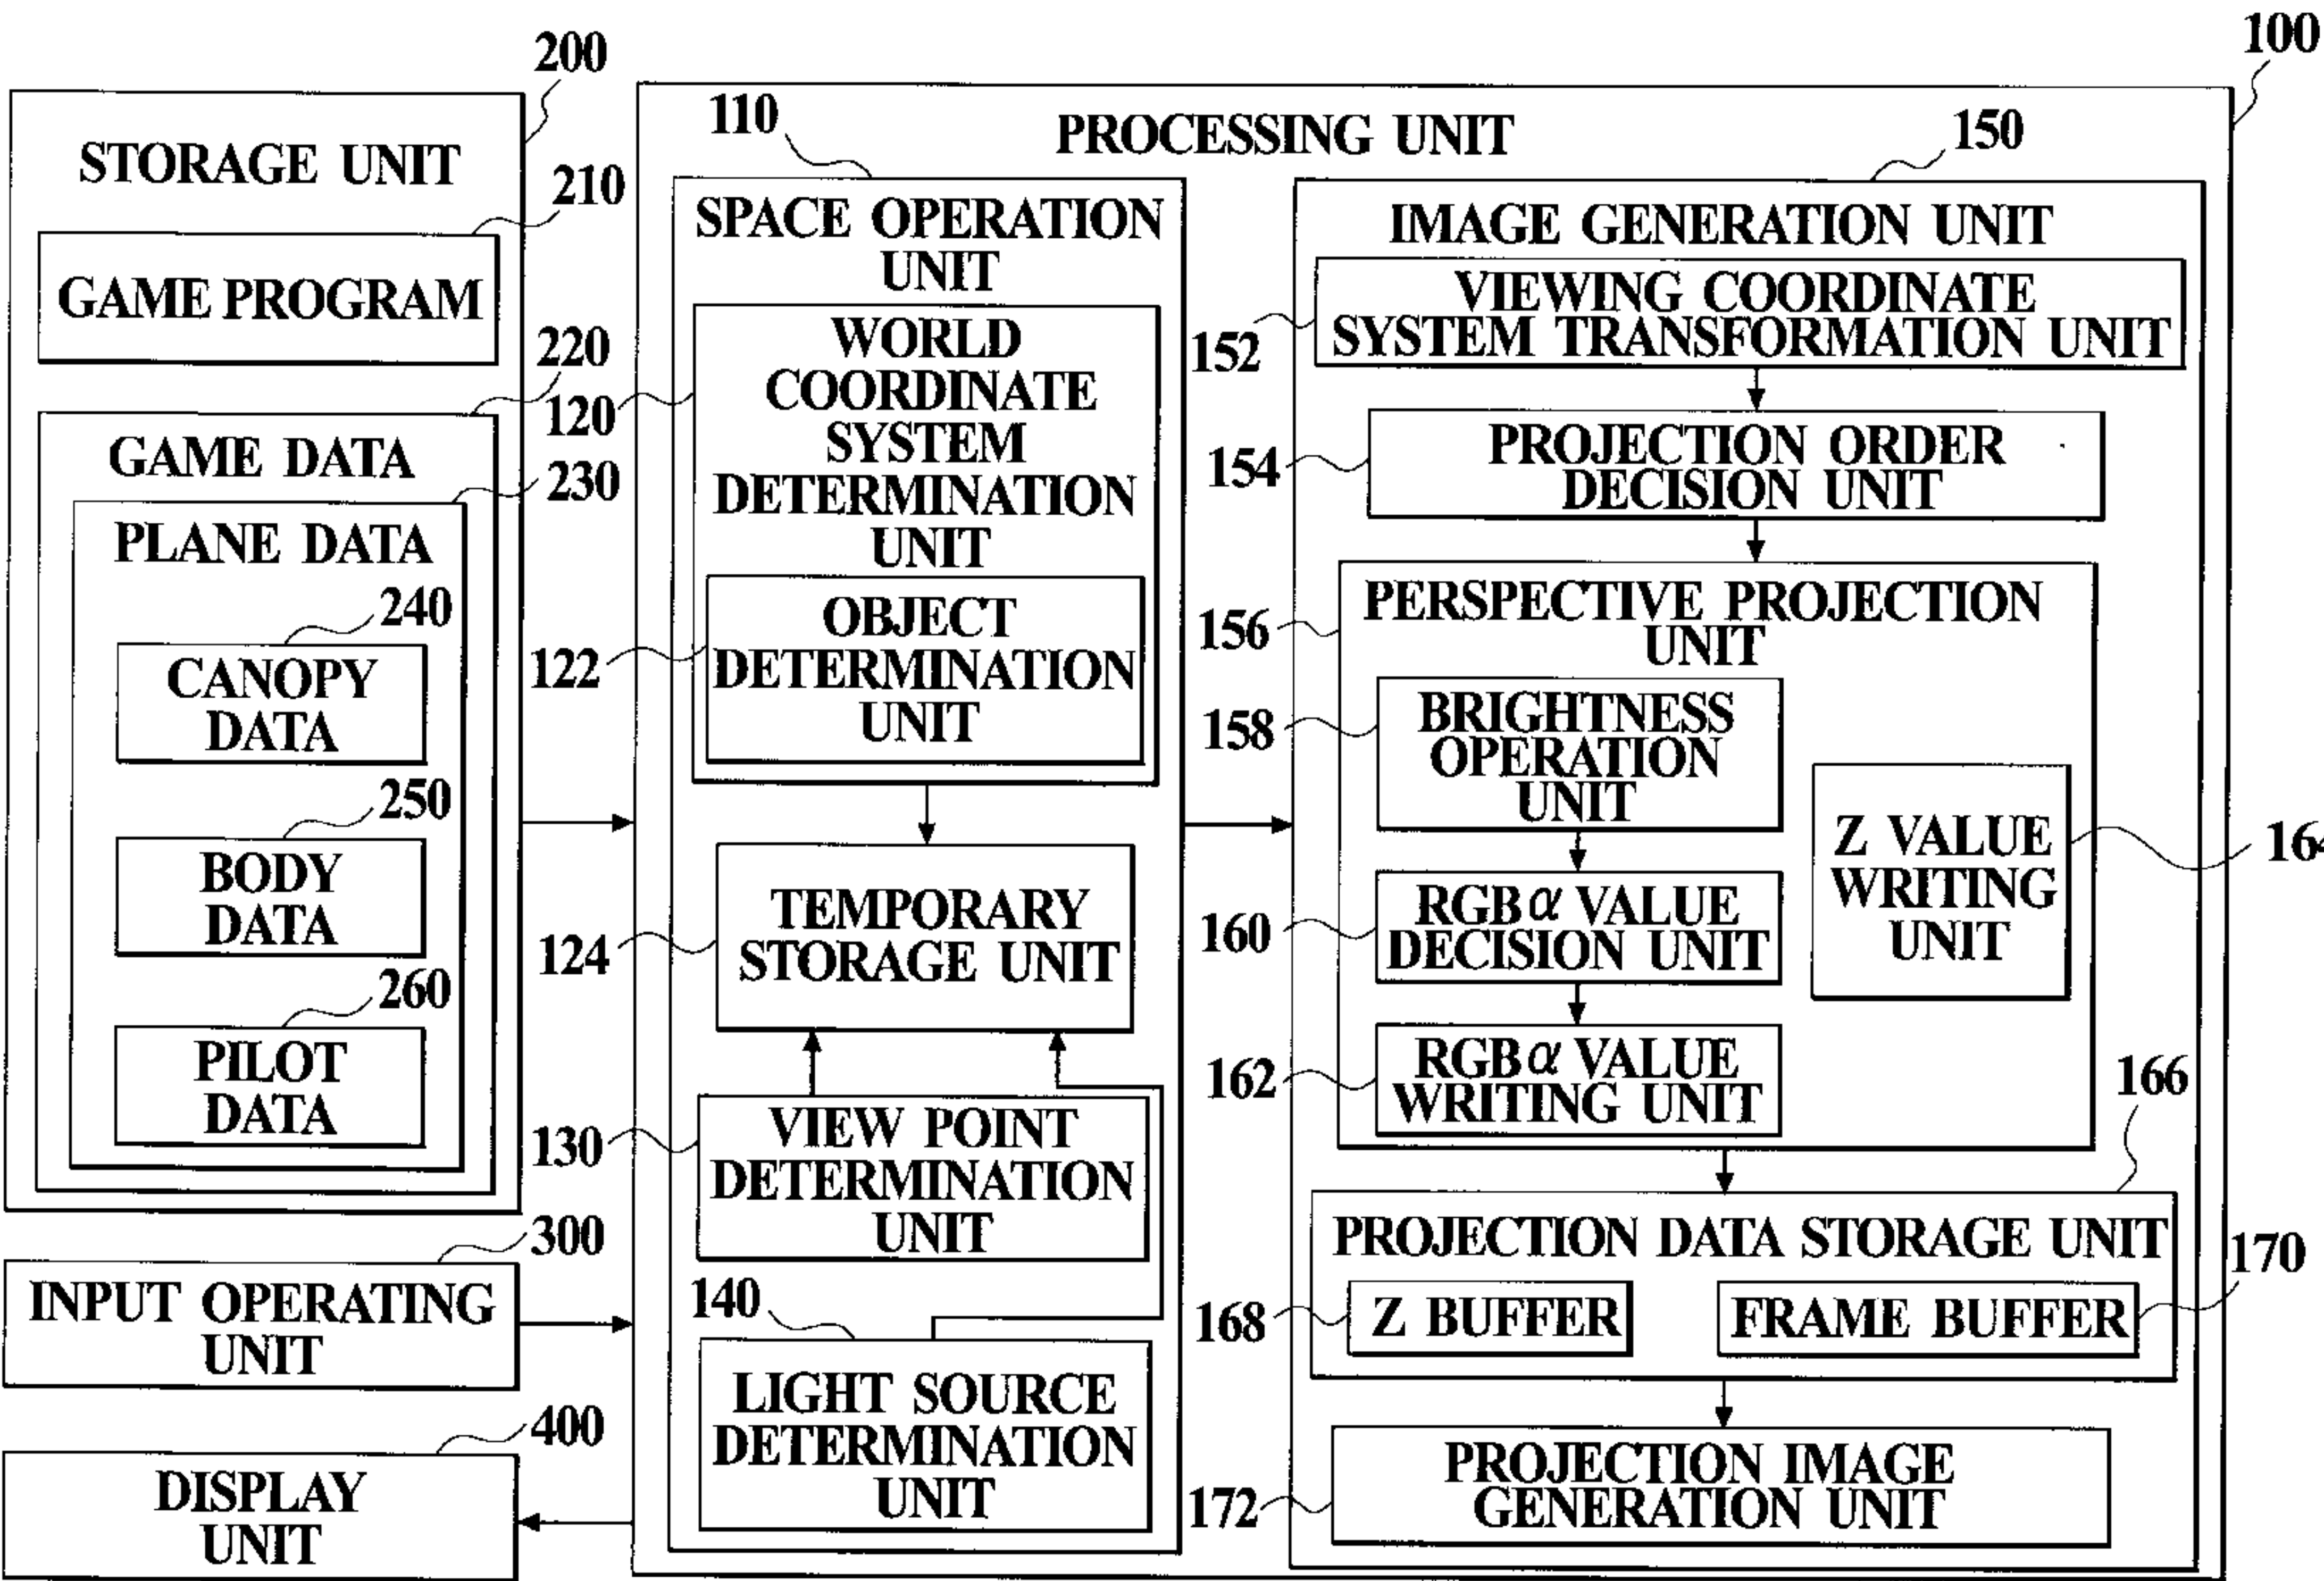 200
STORAGE UNIT
210
GAME PROGRAM
220
GAME DATA
230
PLANE DATA
240
CANOPY
DATA
250
BODY
DATA
260
PILOT
DATA
300
INPUT OPERATING
UNIT
400
DISPLAY
UNIT
100
PROCESSING UNIT
110
SPACE OPERATION
UNIT
120
WORLD
COORDINATE
SYSTEM
DETERMINATION
UNIT
122
OBJECT
DETERMINATION
UNIT
124
TEMPORARY
STORAGE UNIT
130
VIEW POINT
DETERMINATION
UNIT
140
LIGHT SOURCE
DETERMINATION
UNIT
150
IMAGE GENERATION UNIT
152
VIEWING COORDINATE
SYSTEM TRANSFORMATION UNIT
154
PROJECTION ORDER
DECISION UNIT
156
PERSPECTIVE PROJECTION
UNIT
158
BRIGHTNESS
OPERATION
UNIT
160
RGBα VALUE
DECISION UNIT
162
RGBα VALUE
WRITING UNIT
Z VALUE
WRITING
UNIT
164
166
PROJECTION DATA STORAGE UNIT
168
Z BUFFER
FRAME BUFFER
170
172
PROJECTION IMAGE
GENERATION UNIT